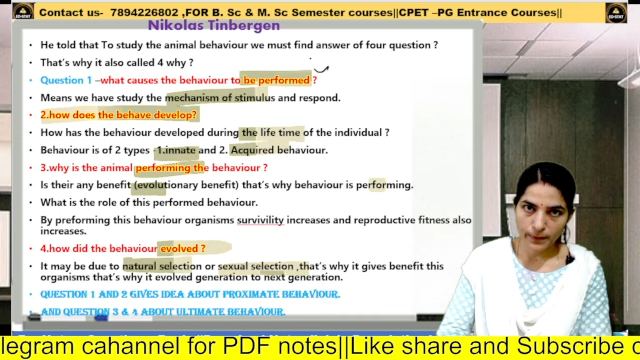 Contact us-  7894226802 ,FOR B. Sc & M. Sc Semester courses||CPET –PG Entrance Courses||
Nikolas Tinbergen
• He told that To study the animal behaviour we must find answer of four question ?
• That's why it also called 4 why ?
• Question 1 –what causes the behaviour to be performed ?
• Means we have study the mechanism of stimulus and respond.
• 2.how does the behave develop?
• How has the behaviour developed during the life time of the individual ?
• Behaviour is of 2 types -1.innate and 2. Acquired behaviour.
• 3.why is the animal performing the behaviour ?
• Is their any benefit (evolutionary benefit) that's why behaviour is performing.
• What is the role of this performed behaviour.
• By preforming this behaviour organisms survivility increases and reproductive fitness also
increases.
• 4.how did the behaviour evolved ?
• It may be due to natural selection or sexual selection ,that's why it gives benefit this
organisms that's why it evolved generation to next generation.
• QUESTION 1 AND 2 GIVES IDEA ABOUT PROXIMATE BEHAVIOUR.
• AND QUESTION 3 & 4 ABOUT ULTIMATE BEHAVIOUR.
legram cahannel for PDF notes||Like share and Subscribe